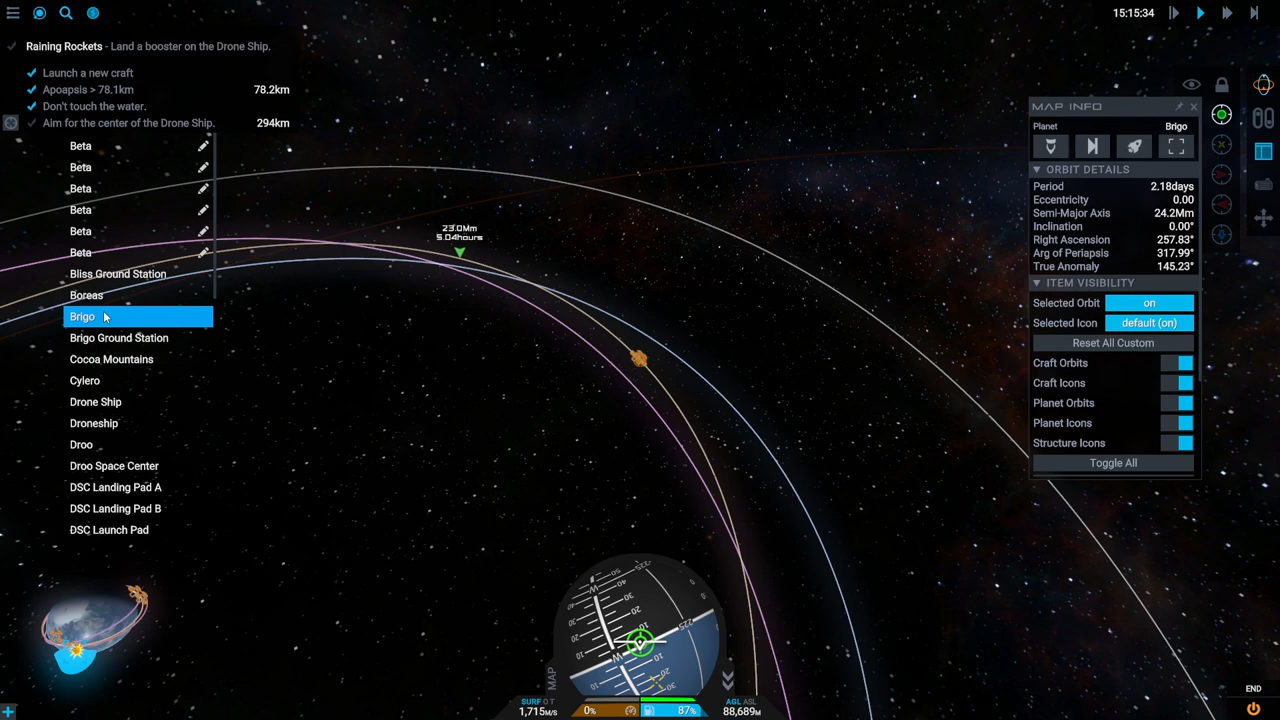 15:15:34
Raining Rockets - Land a booster on the Drone Ship.
Launch a new craft
Apoapsis > 78.1km 78.2km
Don't touch the water.
Aim for the center of the Drone Ship. 294km
Beta
Beta
Beta
Beta
Beta
Beta
Bliss Ground Station
Boreas
Brigo
Brigo Ground Station
Cocoa Mountains
Cylero
Drone Ship
Droneship
Droo
Droo Space Center
DSC Landing Pad A
DSC Landing Pad B
DSC Launch Pad
23.0Mm
5.04hours
MAP INFO
Planet Brigo
ORBIT DETAILS
Period 2.18days
Eccentricity 0.00
Semi-Major Axis 24.2Mm
Inclination 0.00°
Right Ascension 257.83°
Arg of Periapsis 317.99°
True Anomaly 145.23°
ITEM VISIBILITY
Selected Orbit on
Selected Icon default (on)
Reset All Custom
Craft Orbits
Craft Icons
Planet Orbits
Planet Icons
Structure Icons
Toggle All
MAP
SURF O T
1,715M/S
0%
87%
AGL ASL
88,689M
END